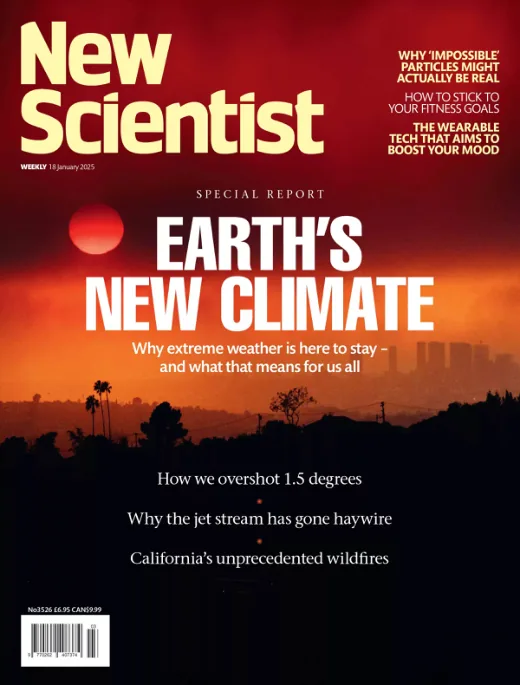 New
Scientist
WEEKLY 18 January 2025
WHY ‘IMPOSSIBLE’
PARTICLES MIGHT
ACTUALLY BE REAL
HOW TO STICK TO
YOUR FITNESS GOALS
THE WEARABLE
TECH THAT AIMS TO
BOOST YOUR MOOD
SPECIAL REPORT
EARTH’S
NEW CLIMATE
Why extreme weather is here to stay –
and what that means for us all
How we overshot 1.5 degrees
Why the jet stream has gone haywire
California’s unprecedented wildfires
No3526 £6.95 CAN$9.99